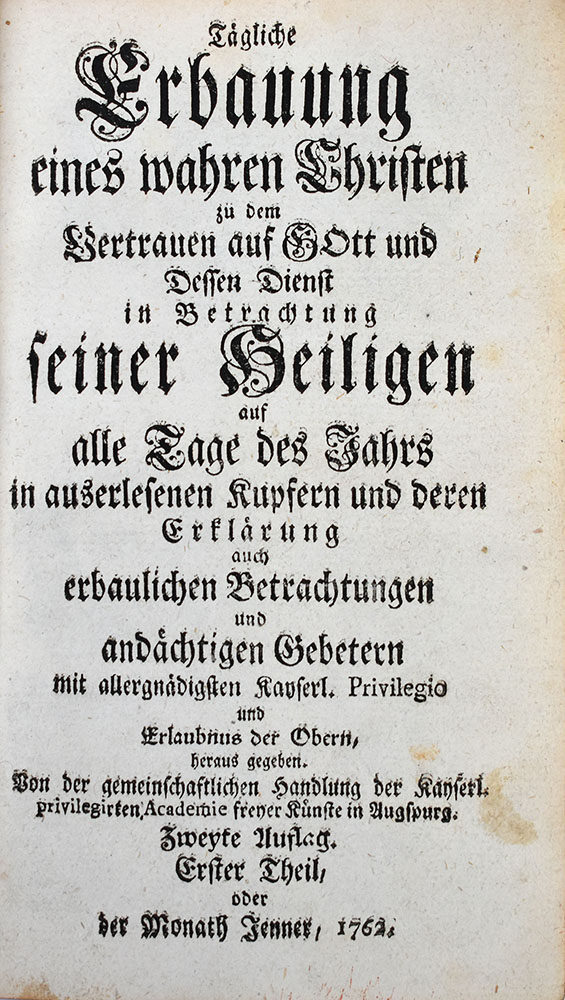 Tägliche
Erbauung
eines wahren Christen
zu dem
Vertrauen auf GOtt und
Dessen Dienst
in Betrachtung
seiner Heiligen
auf
alle Tage des Jahrs
in auserlesenen Kupfern und deren
Erklärung
auch
erbaulichen Betrachtungen
und
andächtigen Gebetern
mit allergnädigsten Kayserl. Privilegio
und
Erlaubnus der Obern,
heraus gegeben.
Von der gemeinschaftlichen Handlung der Kayserl.
privilegirten Academie freyer Künste in Augspurg.
Zweyte Auflag.
Erster Theil,
oder
der Monath Jenner, 1762.